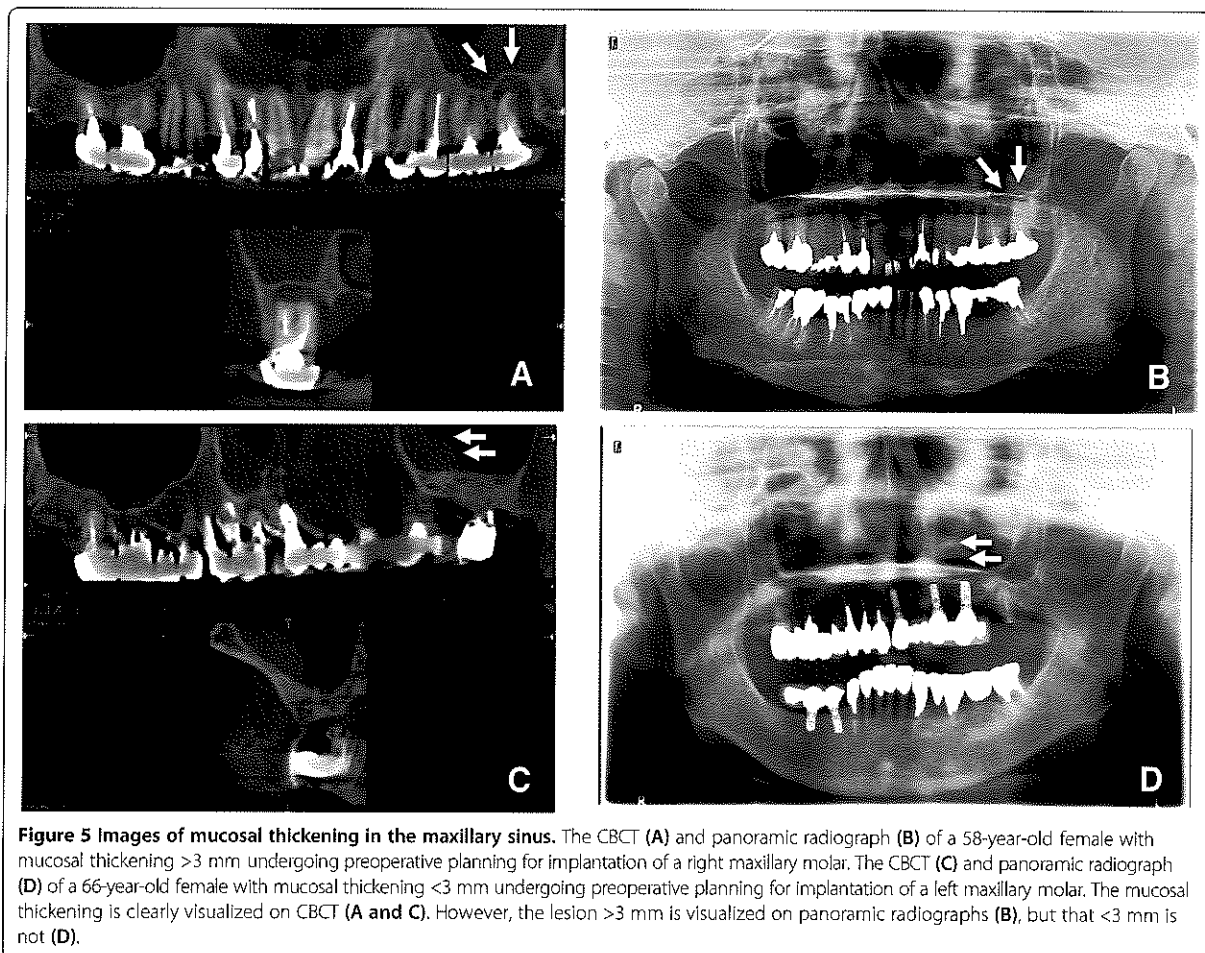 A
B
R
C
D
R
Figure 5 Images of mucosal thickening in the maxillary sinus. The CBCT (A) and panoramic radiograph (B) of a 58-year-old female with
mucosal thickening >3 mm undergoing preoperative planning for implantation of a right maxillary molar. The CBCT (C) and panoramic radiograph
(D) of a 66-year-old female with mucosal thickening <3 mm undergoing preoperative planning for implantation of a left maxillary molar. The mucosal
thickening is clearly visualized on CBCT (A and C). However, the lesion >3 mm is visualized on panoramic radiographs (B), but that <3 mm is
not (D).